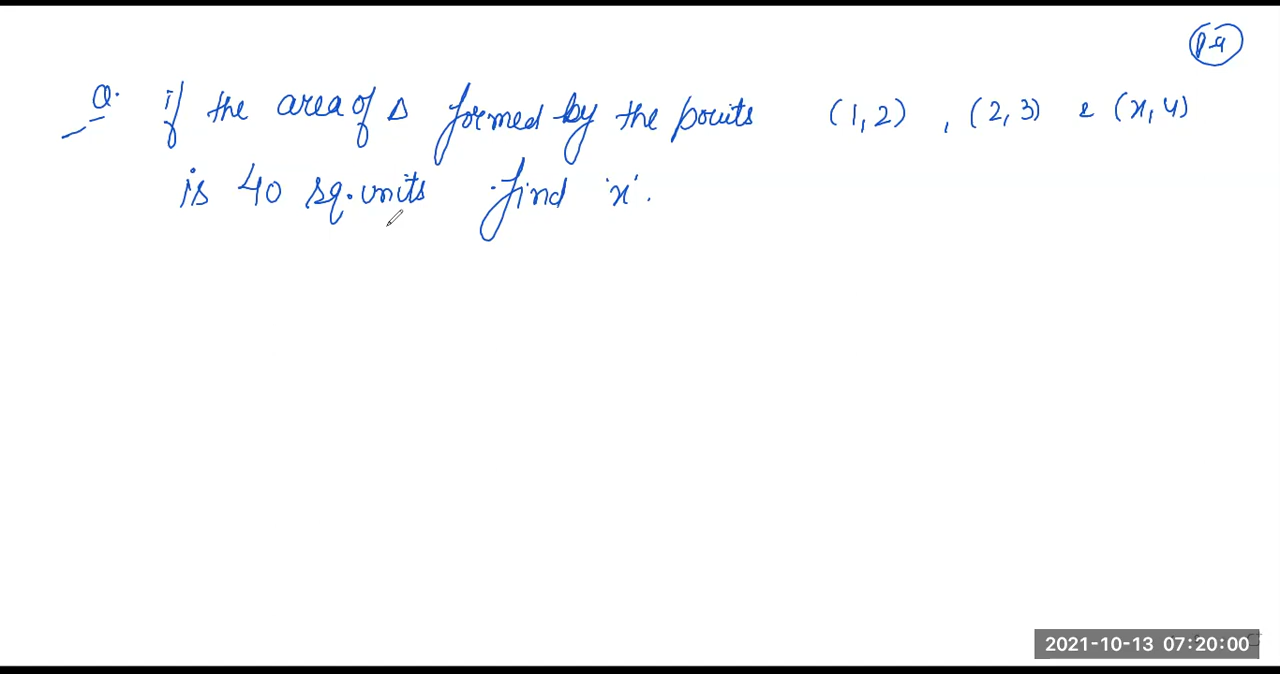 P-9
Q. if the area of Δ formed by the points (1,2) , (2,3) & (x,4)
is 40 sq.units . find 'x'.
2021-10-13 07:20:00